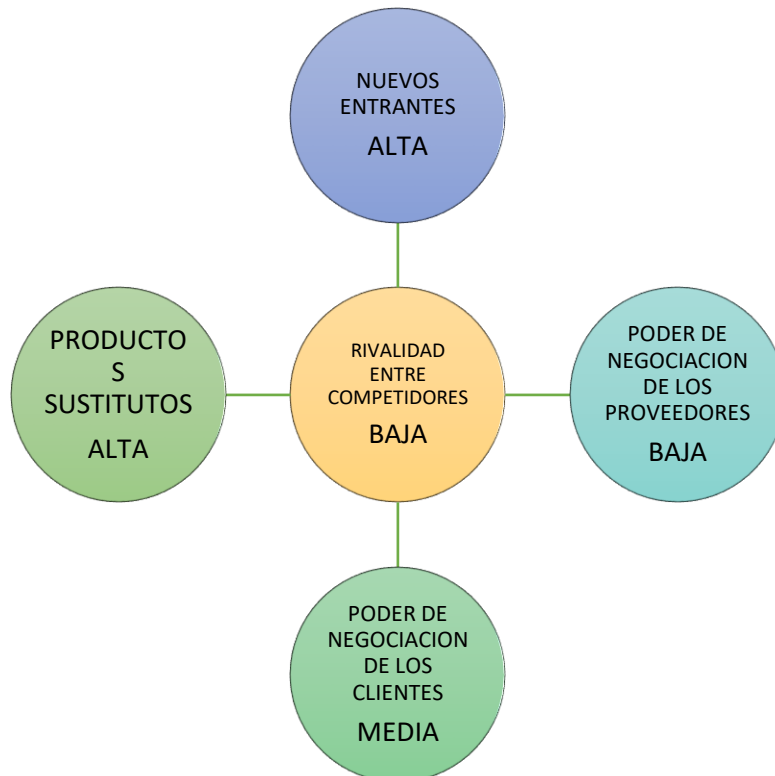 NUEVOS
ENTRANTES
ALTA
PRODUCTO
S
SUSTITUTOS
ALTA
RIVALIDAD
ENTRE
COMPETIDORES
BAJA
PODER DE
NEGOCIACION
DE LOS
PROVEEDORES
BAJA
PODER DE
NEGOCIACION
DE LOS
CLIENTES
MEDIA